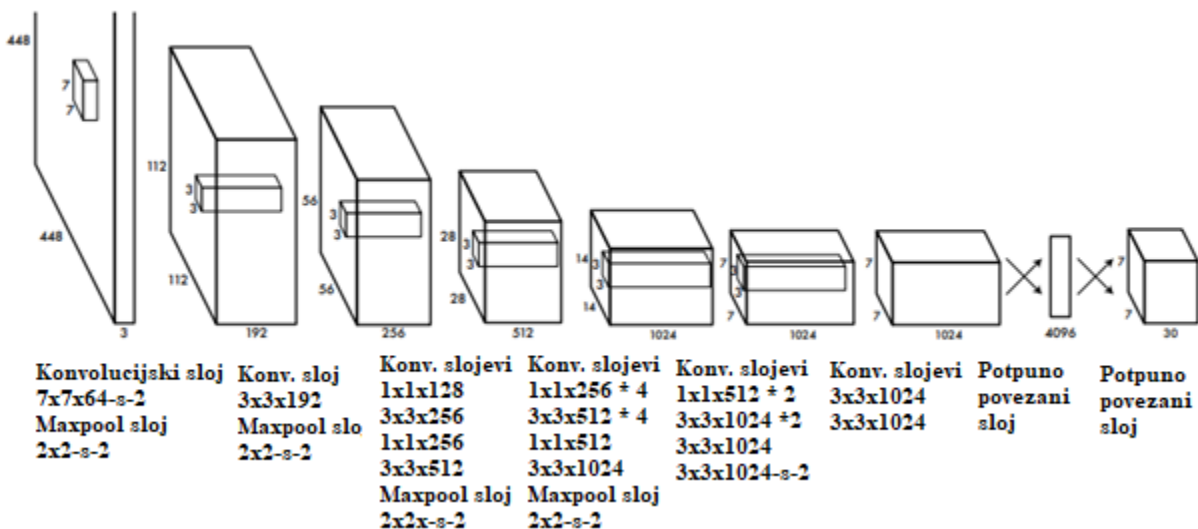 448
7
7
448
3
112
3
3
112
192
56
3
3
56
256
28
3
3
28
512
14
3
3
14
1024
7
3
3
7
1024
7
7
1024
4096
7
7
30
Konvolucijski sloj
7x7x64-s-2
Maxpool sloj
2x2-s-2
Konv. sloj
3x3x192
Maxpool slo
2x2-s-2
Konv. slojevi
1x1x128
3x3x256
1x1x256
3x3x512
Maxpool sloj
2x2x-s-2
Konv. slojevi
1x1x256 * 4
3x3x512 * 4
1x1x512
3x3x1024
Maxpool sloj
2x2-s-2
Konv. slojevi
1x1x512 * 2
3x3x1024 *2
3x3x1024
3x3x1024-s-2
Konv. slojevi
3x3x1024
3x3x1024
Potpuno
povezani
sloj
Potpuno
povezani
sloj